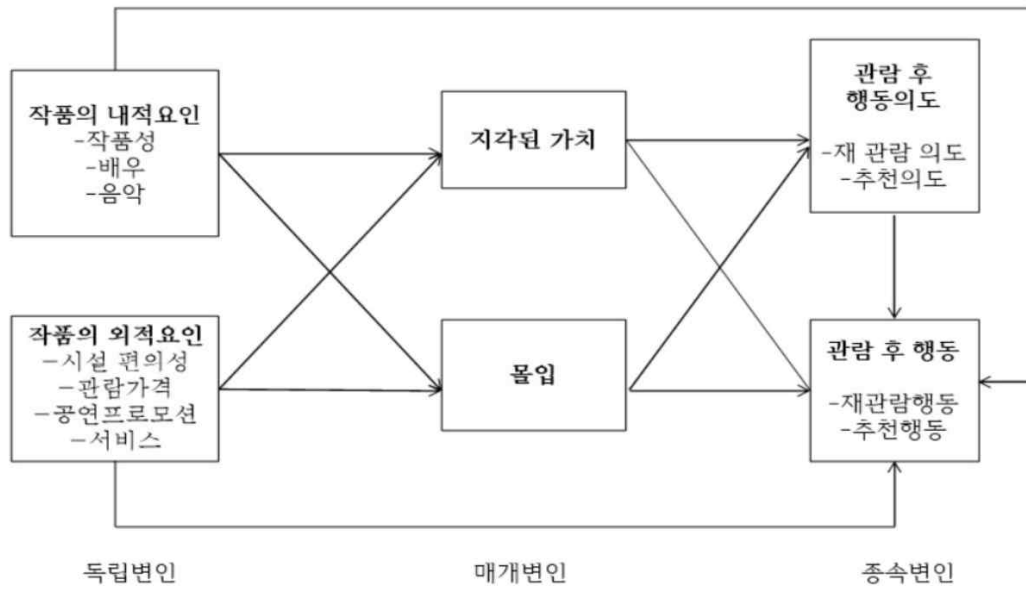 작품의 내적요인
-작품성
-배우
-음악
작품의 외적요인
-시설 편의성
-관람가격
-공연프로모션
-서비스
지각된 가치
몰입
관람 후
행동의도
-재 관람 의도
-추천의도
관람 후 행동
-재관람행동
-추천행동
독립변인
매개변인
종속변인